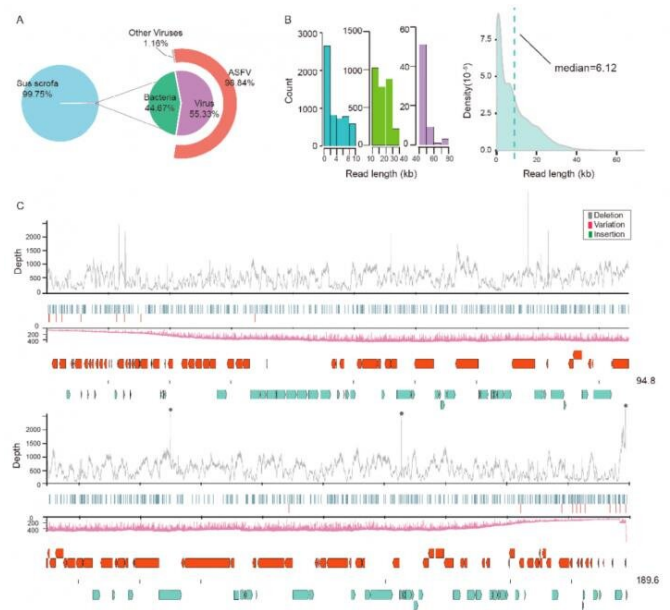 A
Other Viruses
1.16%
Sus scrofa
99.75%
Bacteria
44.67%
Virus
55.33%
ASFV
98.84%
B
3000
2000
1000
0
Count
0 2 4 6 8 10
1500
1000
500
0
10 20 30 40
60
40
20
0
40 60 80
Read length (kb)
Density(10⁻⁵)
7.5
5.0
2.5
0.0
0 20 40 60
Read length (kb)
median=6.12
C
Deletion
Variation
Insertion
Depth
2000
1500
1000
500
0
0
200
400
94.8
Depth
2000
1500
1000
500
0
0
200
400
189.6